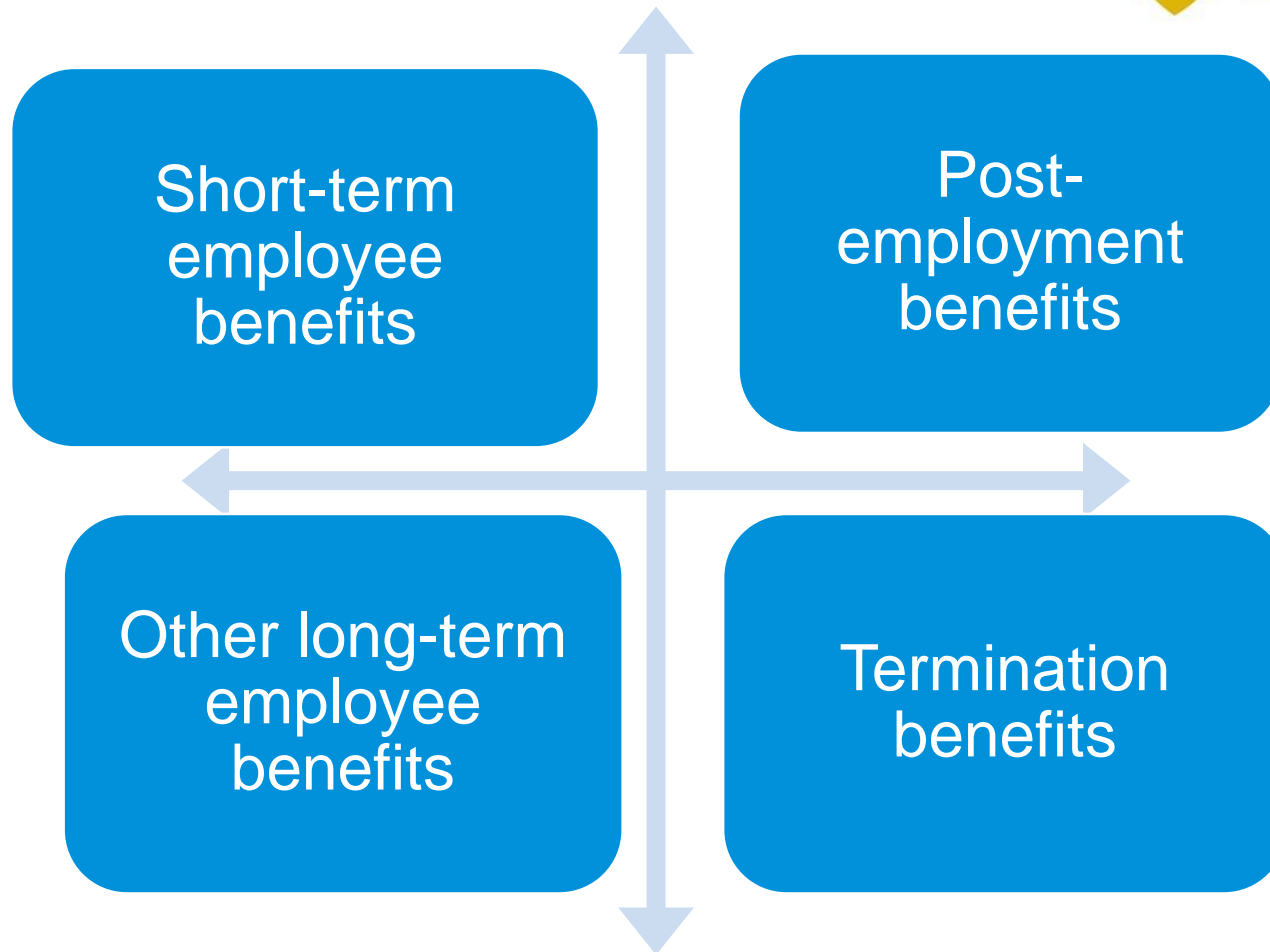 Short-term
employee
benefits
Post-
employment
benefits
Other long-term
employee
benefits
Termination
benefits